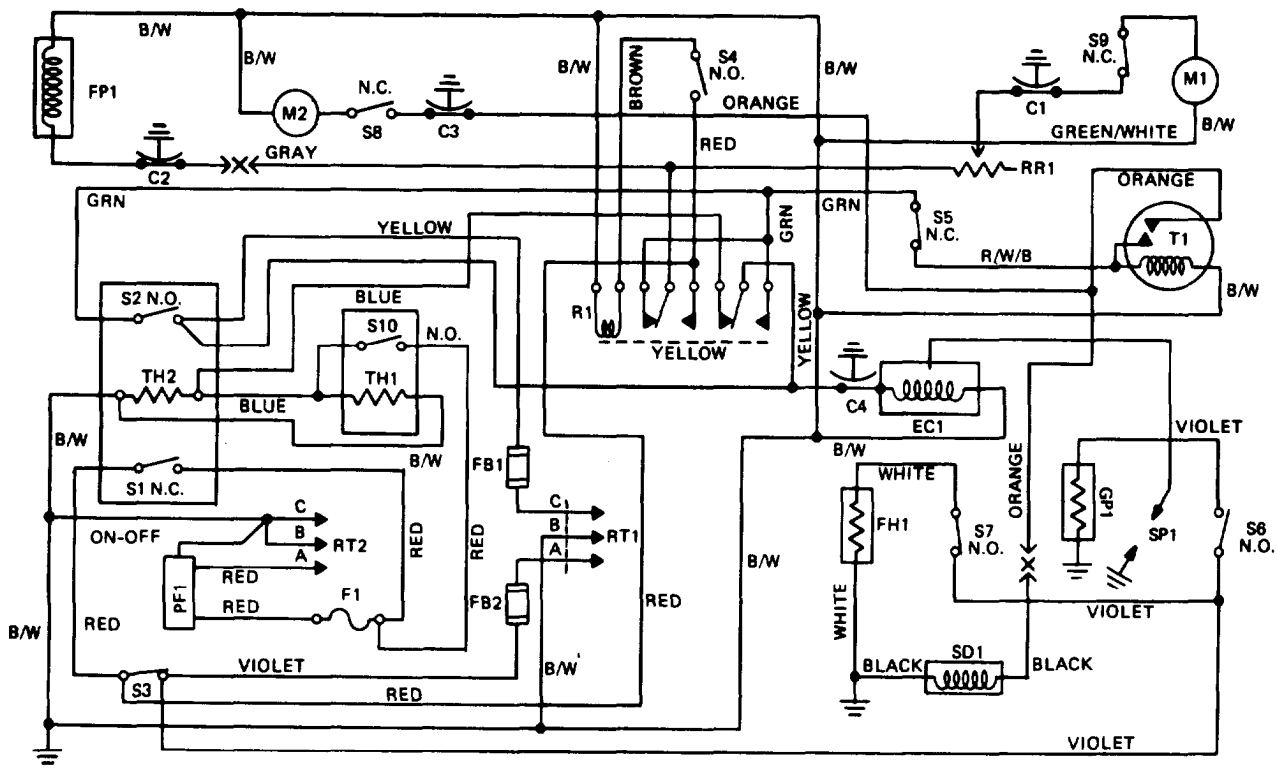 B/W
B/W
B/W
BROWN
S4
N.O.
B/W
S9
N.C.
M1
FP1
N.C.
M2
S8
C3
ORANGE
C1
GREEN/WHITE
B/W
GRAY
RED
C2
RR1
ORANGE
GRN
GRN
GRN
S5
N.C.
T1
YELLOW
R/W/B
B/W
S2 N.O.
BLUE
R1
S10
N.O.
YELLOW
YELLOW
TH2
TH1
BLUE
C4
EC1
B/W
B/W
B/W
VIOLET
S1 N.C.
FB1
WHITE
ORANGE
GP1
C
ON-OFF
B
RT2
A
RED
RED
C
B
RT1
A
FH1
S7
N.O.
SP1
S6
N.O.
PF1
RED
RED
F1
FB2
B/W
RED
WHITE
VIOLET
B/W
RED
VIOLET
B/W'
BLACK
SD1
BLACK
S3
RED
VIOLET